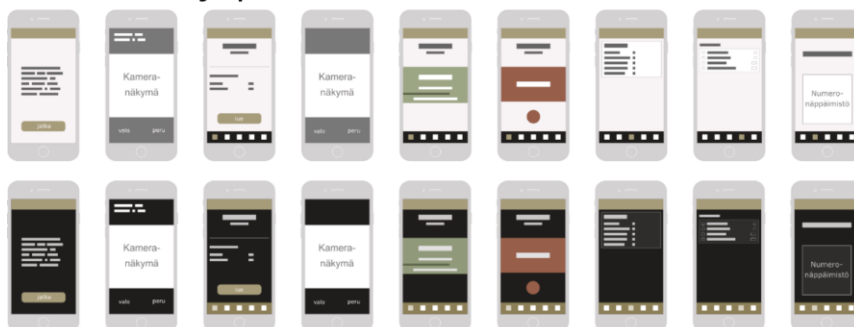 jatka
Kamera-
näkymä
valo peru
lue
Kamera-
näkymä
valo peru
Numero-
näppäimistö
jatka
Kamera-
näkymä
valo peru
lue
Kamera-
näkymä
valo peru
Numero-
näppäimistö